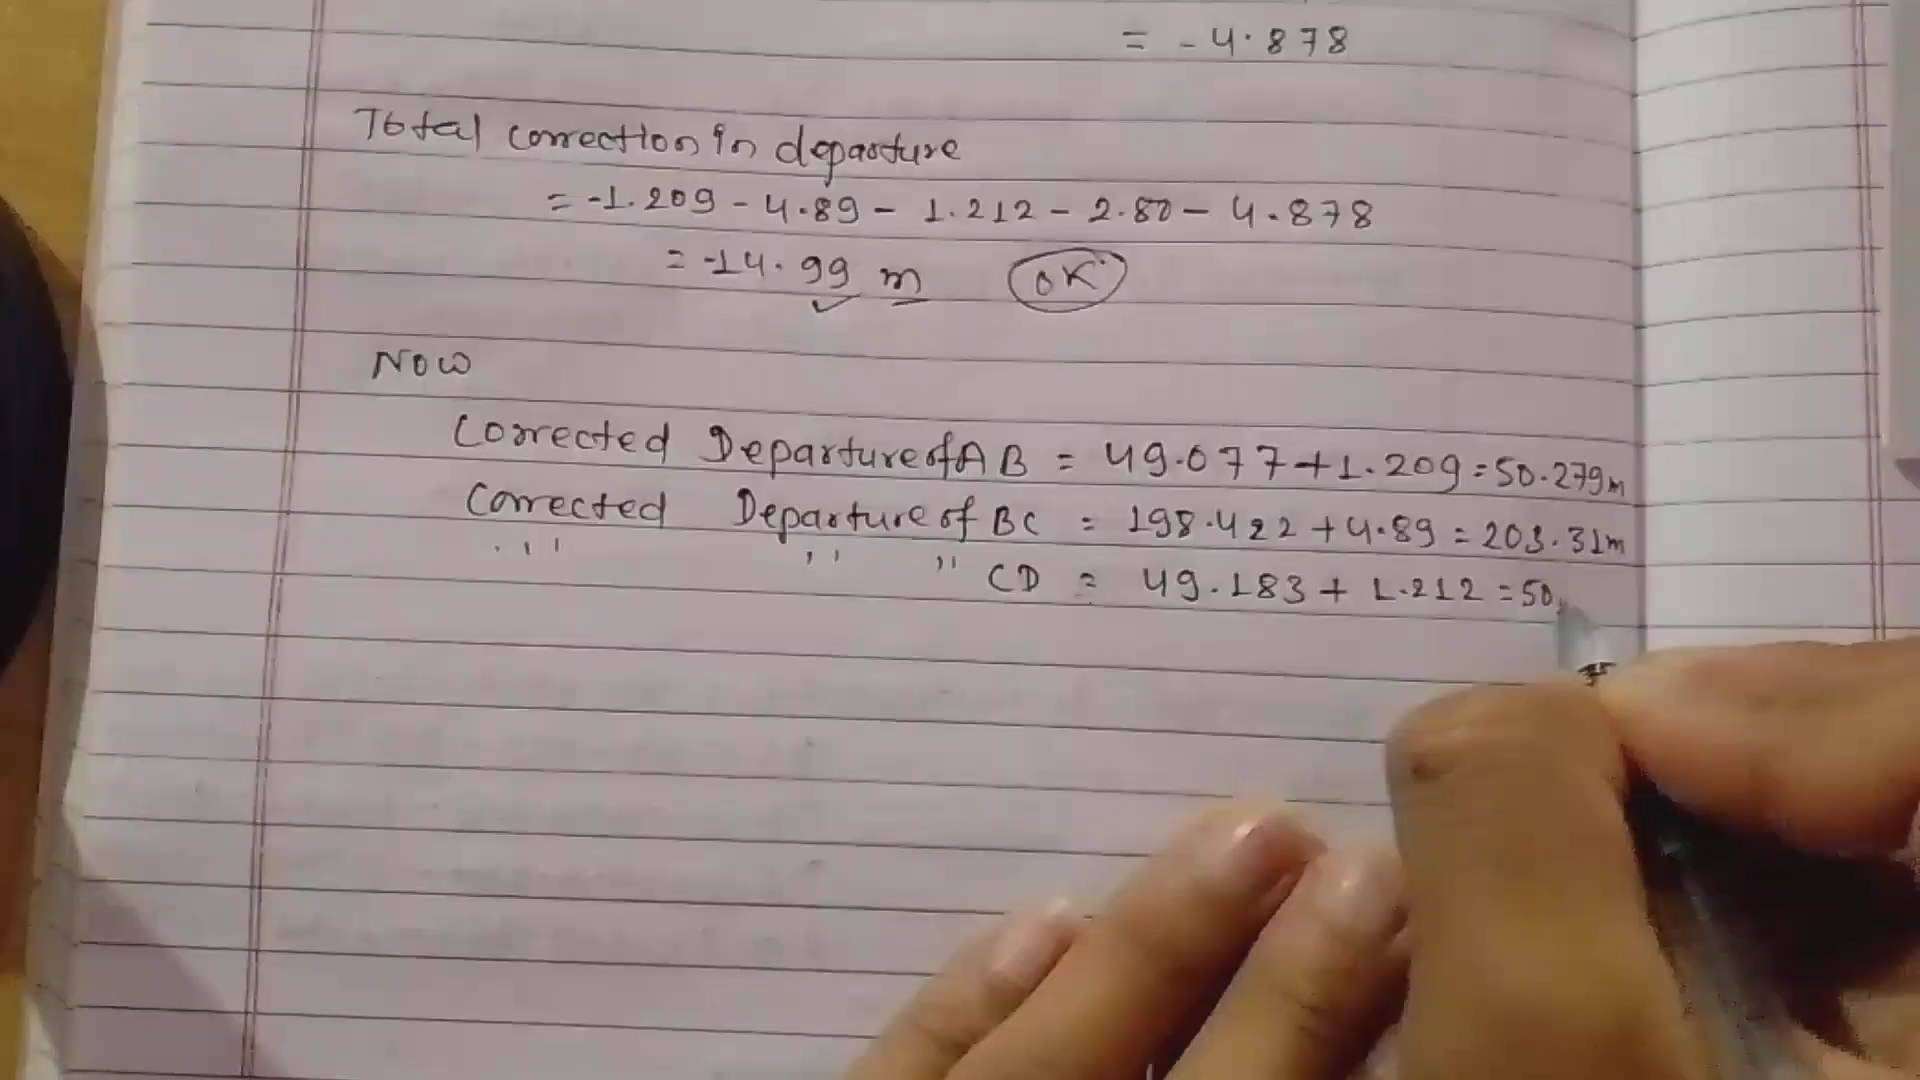 = - 4.878
Total correction in departure
= -1.209 - 4.89 - 1.212 - 2.80 - 4.878
= -14.99 m OK
Now
Corrected Departure of AB = 49.077 + 1.209 = 50.279m
Corrected Departure of BC = 198.422 + 4.89 = 203.31m
,, ,, ,, CD = 49.183 + 1.212 = 50.